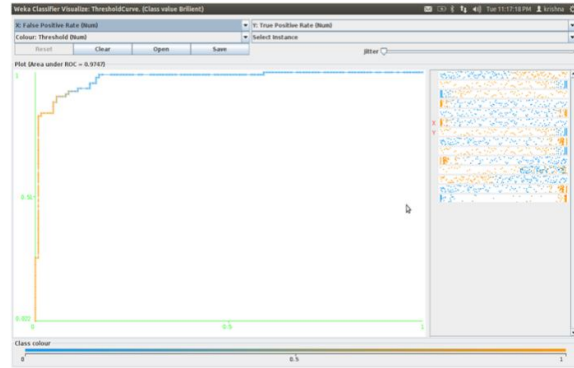 Weka Classifier Visualize: ThresholdCurve. (Class value Brilient)
Tue 11:17:18 PM krishna
X: False Positive Rate (Num)
Y: True Positive Rate (Num)
Colour: Threshold (Num)
Select Instance
Reset Clear Open Save
Jitter
Plot (Area under ROC = 0.9747)
1
X
Y
0 0.5 1
Class colour
0 0.5 1